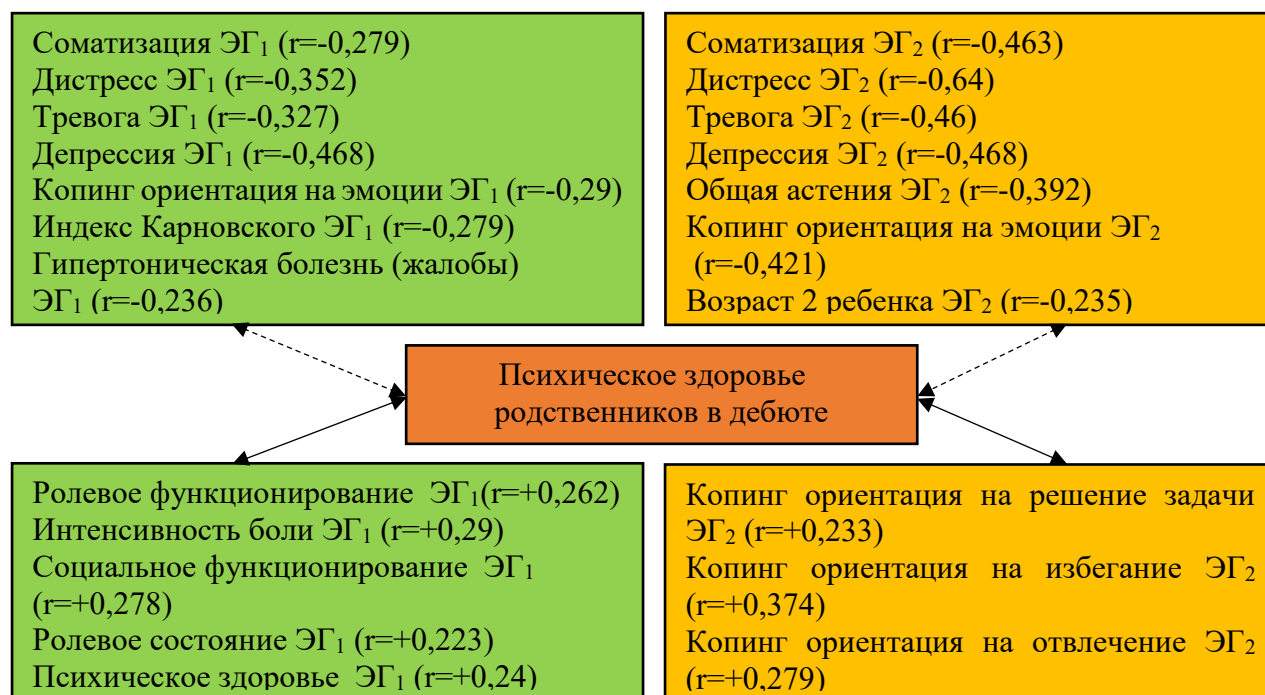 Соматизация ЭГ₁ (r=-0,279)
Дистресс ЭГ₁ (r=-0,352)
Тревога ЭГ₁ (r=-0,327)
Депрессия ЭГ₁ (r=-0,468)
Копинг ориентация на эмоции ЭГ₁ (r=-0,29)
Индекс Карновского ЭГ₁ (r=-0,279)
Гипертоническая болезнь (жалобы)
ЭГ₁ (r=-0,236)
Соматизация ЭГ₂ (r=-0,463)
Дистресс ЭГ₂ (r=-0,64)
Тревога ЭГ₂ (r=-0,46)
Депрессия ЭГ₂ (r=-0,468)
Общая астения ЭГ₂ (r=-0,392)
Копинг ориентация на эмоции ЭГ₂
(r=-0,421)
Возраст 2 ребенка ЭГ₂ (r=-0,235)
Психическое здоровье
родственников в дебюте
Ролевое функционирование ЭГ₁(r=+0,262)
Интенсивность боли ЭГ₁ (r=+0,29)
Социальное функционирование ЭГ₁
(r=+0,278)
Ролевое состояние ЭГ₁ (r=+0,223)
Психическое здоровье ЭГ₁ (r=+0,24)
Копинг ориентация на решение задачи
ЭГ₂ (r=+0,233)
Копинг ориентация на избегание ЭГ₂
(r=+0,374)
Копинг ориентация на отвлечение ЭГ₂
(r=+0,279)